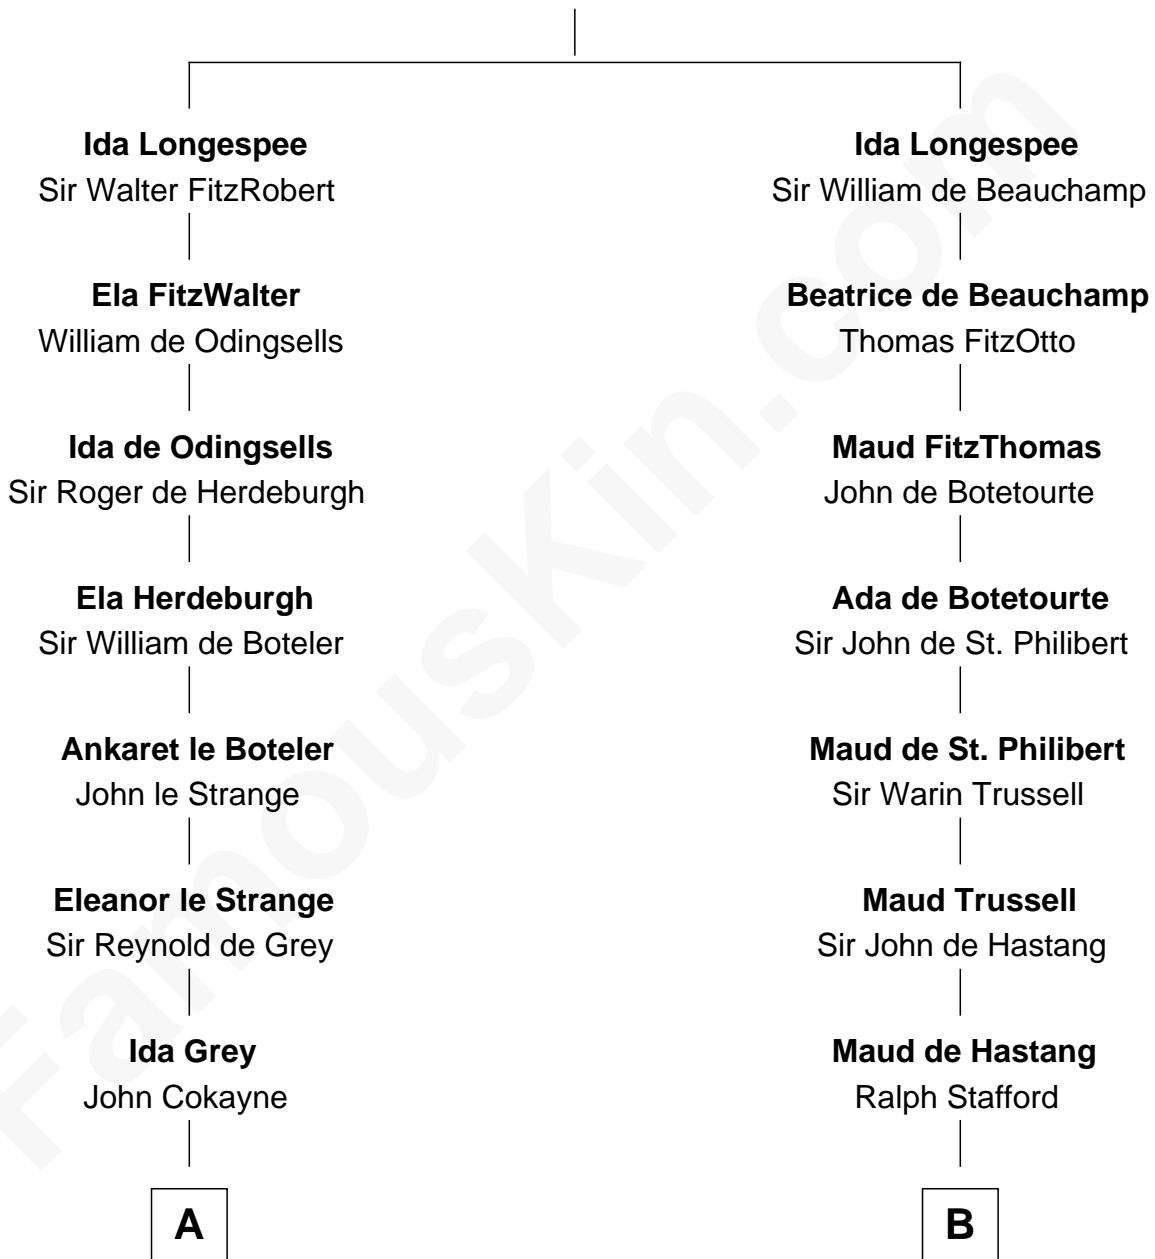 Ida Longespee
Sir Walter FitzRobert
Ela FitzWalter
William de Odingsells
Ida de Odingsells
Sir Roger de Herdeburgh
Ela Herdeburgh
Sir William de Boteler
Ankaret le Boteler
John le Strange
Eleanor le Strange
Sir Reynold de Grey
Ida Grey
John Cokayne
A
Ida Longespee
Sir William de Beauchamp
Beatrice de Beauchamp
Thomas FitzOtto
Maud FitzThomas
John de Botetourte
Ada de Botetourte
Sir John de St. Philibert
Maud de St. Philibert
Sir Warin Trussell
Maud Trussell
Sir John de Hastang
Maud de Hastang
Ralph Stafford
B
FamousKin.com